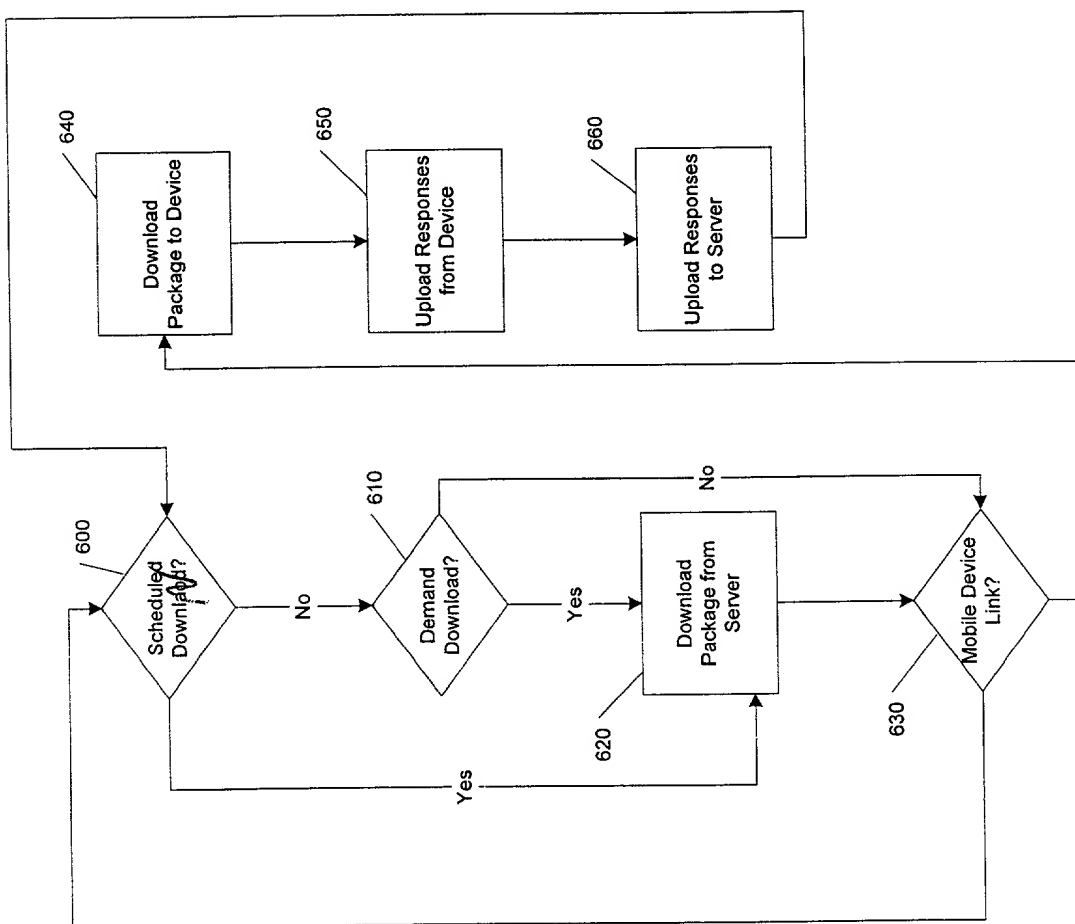 600
Scheduled
Downlaod?
No
Yes
610
Demand
Download?
Yes
No
620
Download
Package from
Server
630
Mobile Device
Link?
640
Download
Package to Device
650
Upload Responses
from Device
660
Upload Responses
to Server